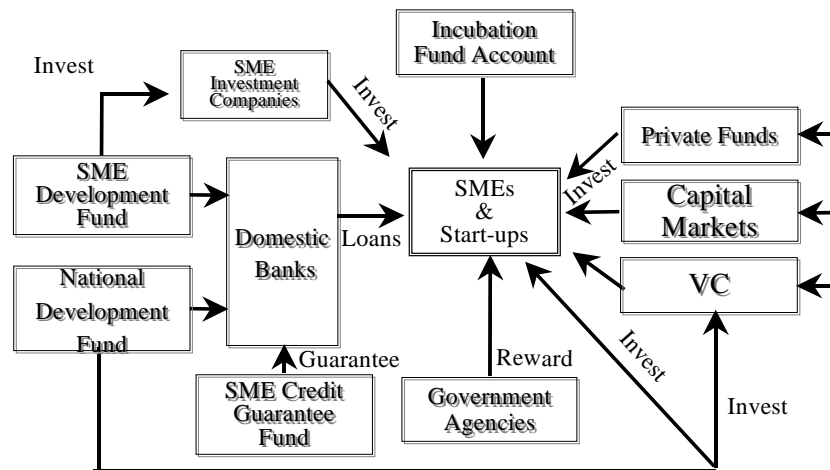 Incubation
Fund Account
Invest
SME
Investment
Companies
Invest
Private Funds
SME
Development
Fund
SMEs
&
Start-ups
Invest
Capital
Markets
Domestic
Banks
Loans
National
Development
Fund
VC
Guarantee
Reward
Invest
SME Credit
Guarantee
Fund
Government
Agencies
Invest